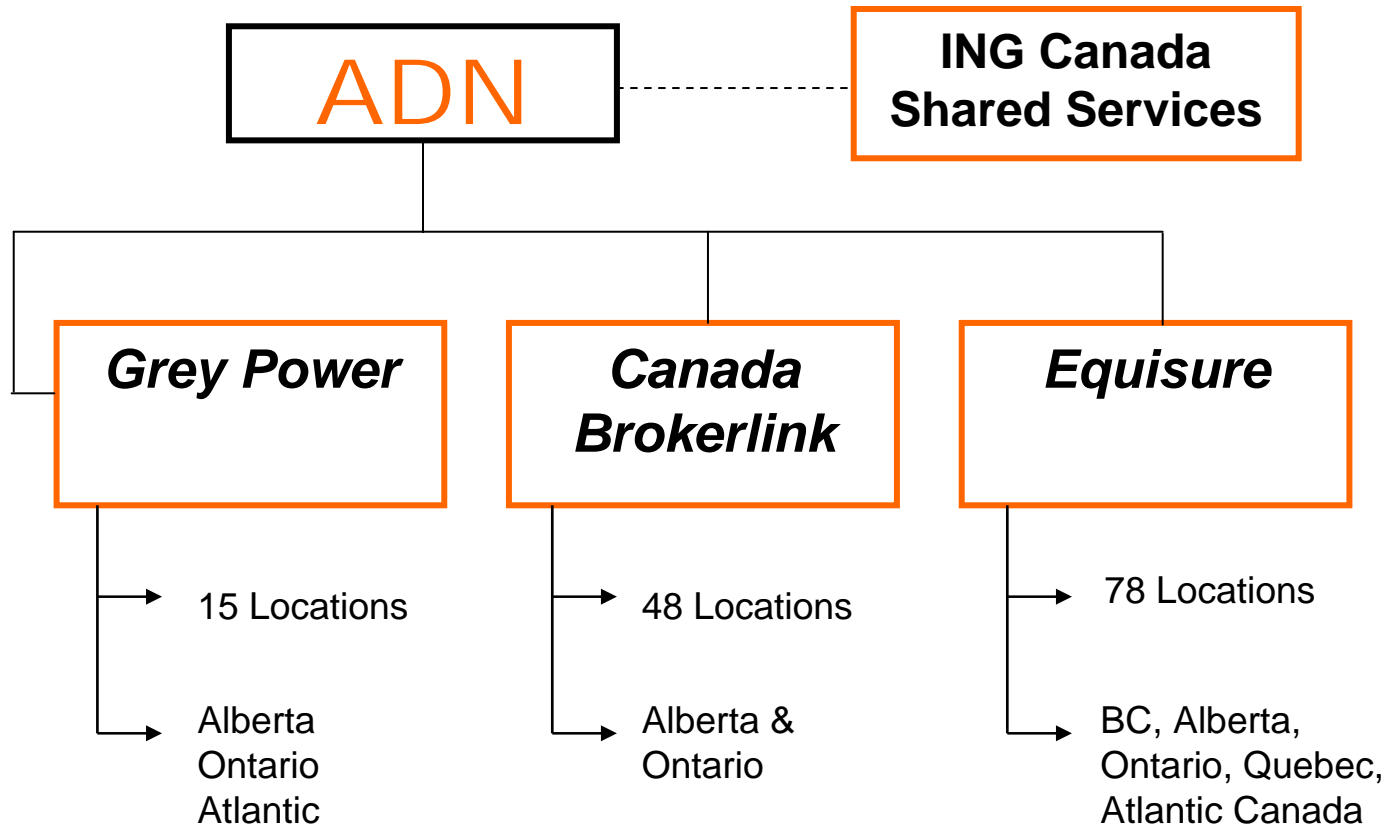 ADN
ING Canada
Shared Services
Grey Power
Canada
Brokerlink
Equisure
15 Locations
48 Locations
78 Locations
Alberta
Ontario
Atlantic
Alberta &
Ontario
BC, Alberta,
Ontario, Quebec,
Atlantic Canada